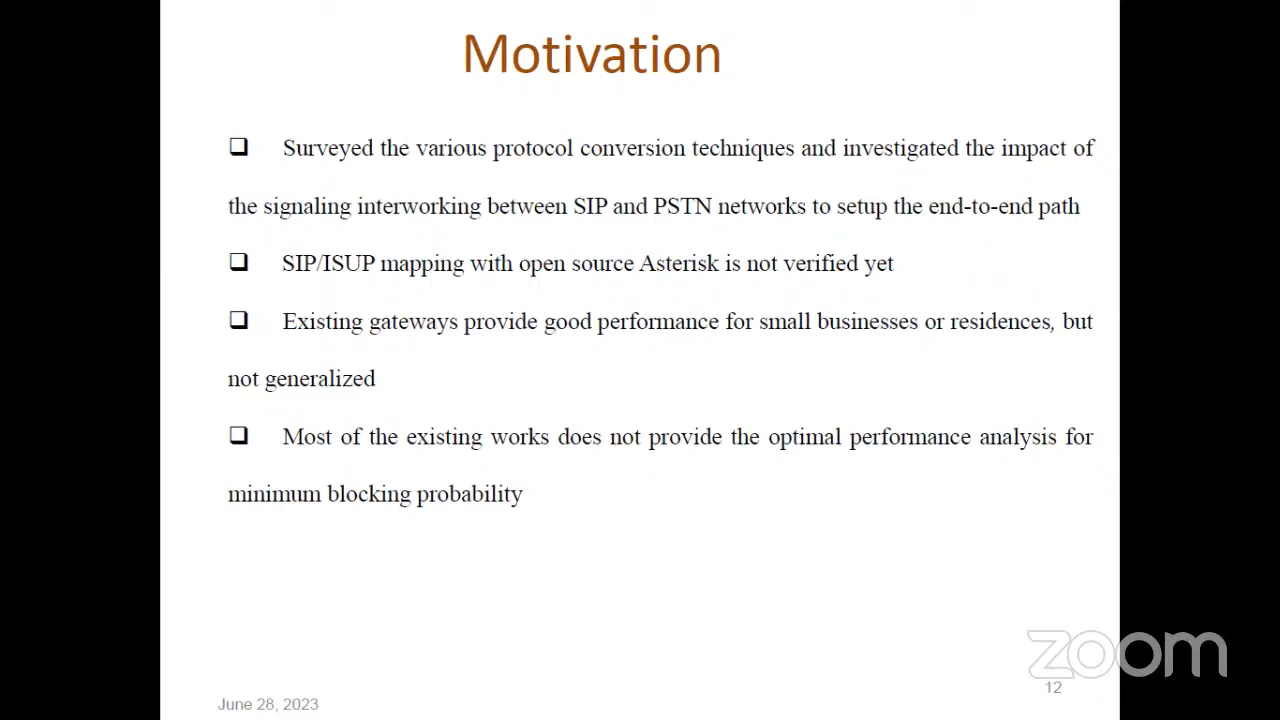 Motivation
Surveyed the various protocol conversion techniques and investigated the impact of
the signaling interworking between SIP and PSTN networks to setup the end-to-end path
SIP/ISUP mapping with open source Asterisk is not verified yet
Existing gateways provide good performance for small businesses or residences, but
not generalized
Most of the existing works does not provide the optimal performance analysis for
minimum blocking probability
zoom
12
June 28, 2023